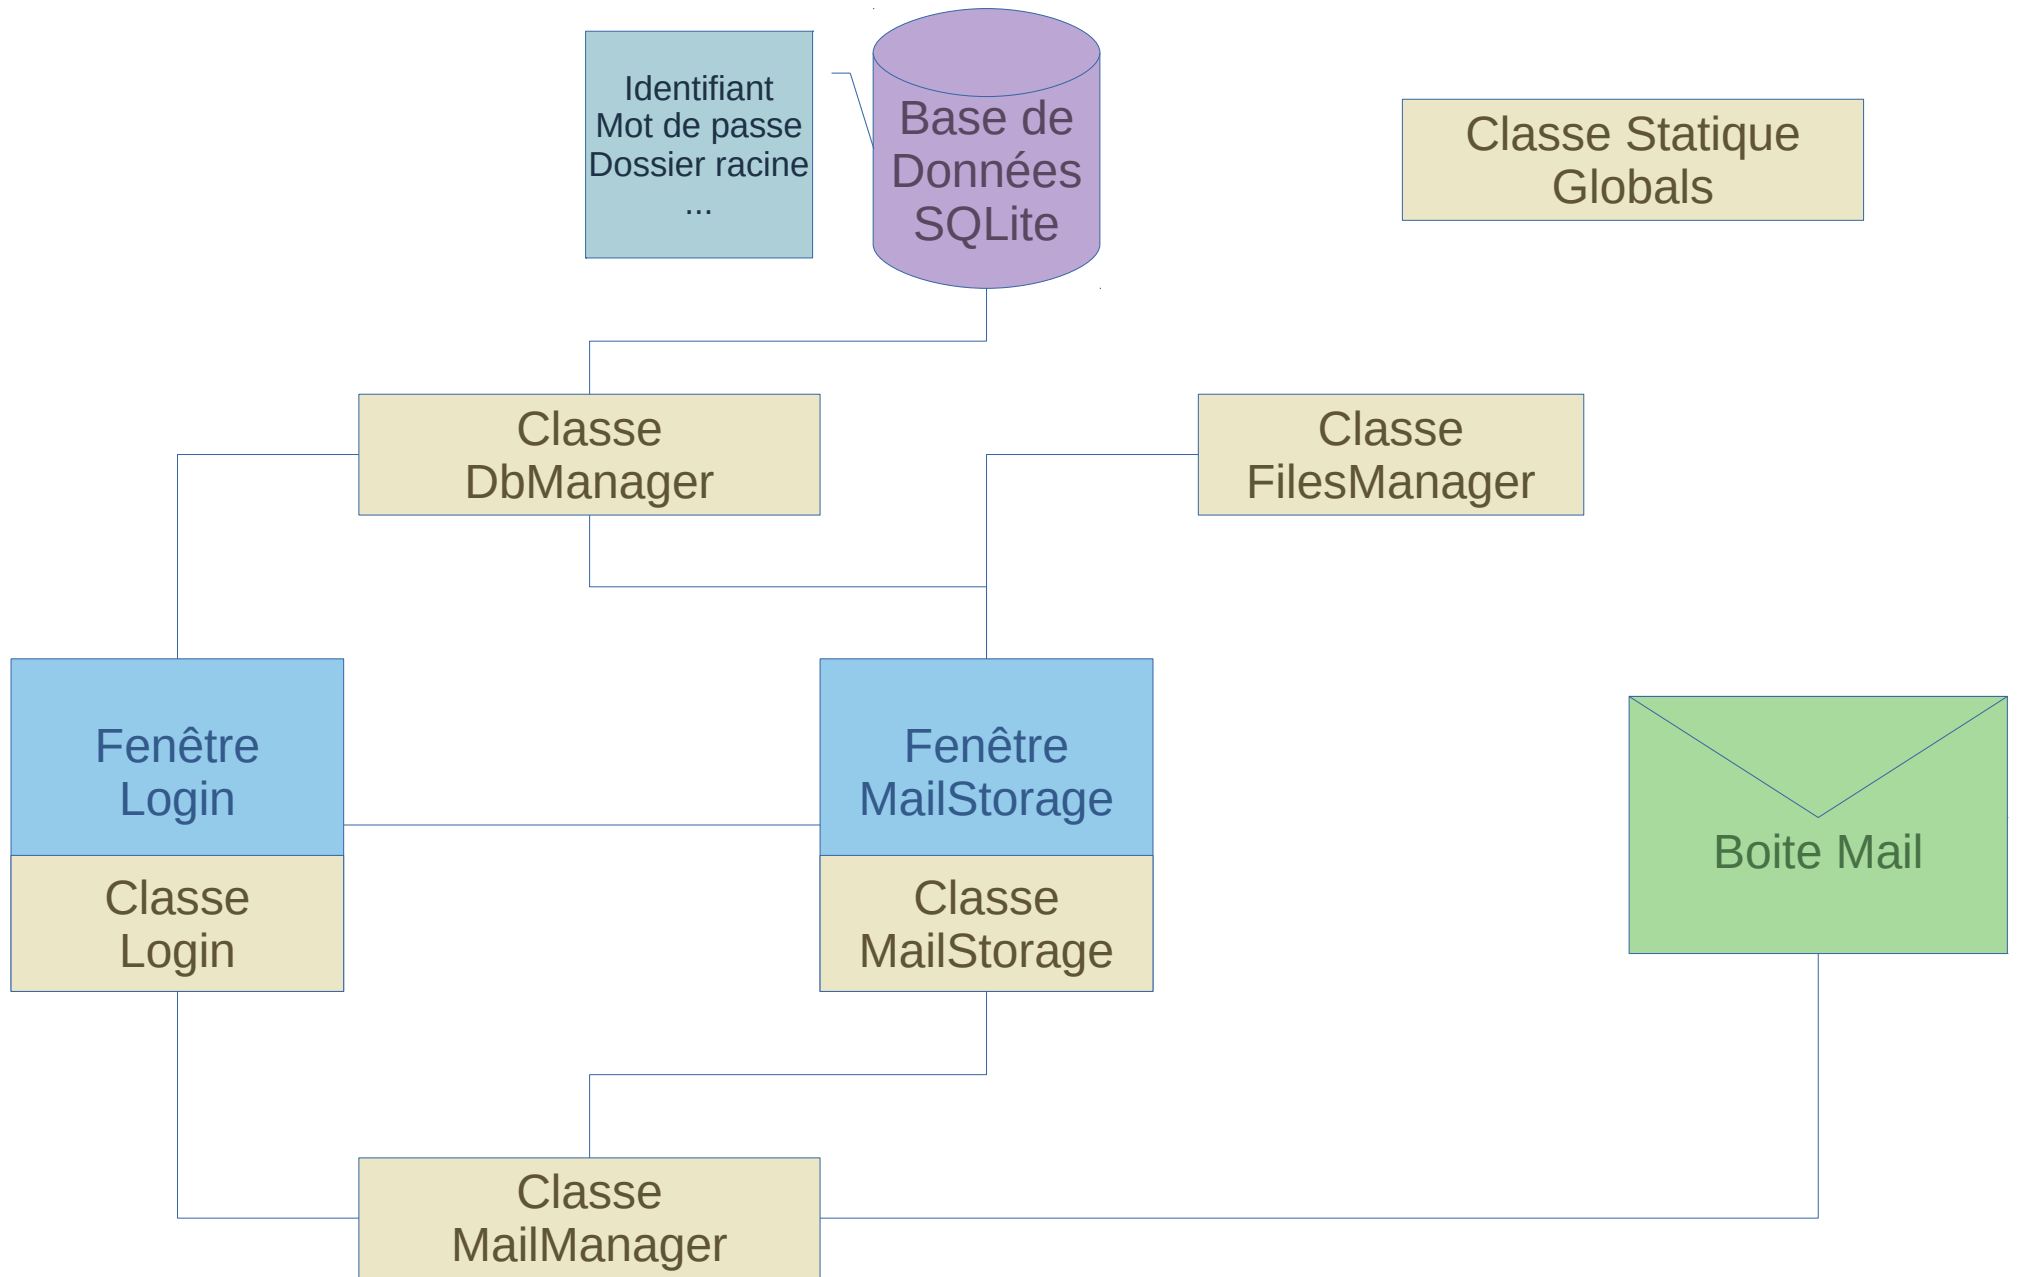 Identifiant
Mot de passe
Dossier racine
...
Base de
Données
SQLite
Classe Statique
Globals
Classe
DbManager
Classe
FilesManager
Fenêtre
Login
Fenêtre
MailStorage
Boite Mail
Classe
Login
Classe
MailStorage
Classe
MailManager